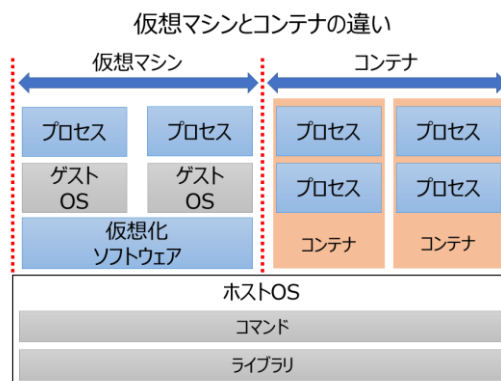 仮想マシンとコンテナの違い
仮想マシン
コンテナ
プロセス
プロセス
プロセス
プロセス
ゲスト
OS
ゲスト
OS
プロセス
プロセス
仮想化
ソフトウェア
コンテナ
コンテナ
ホストOS
コマンド
ライブラリ